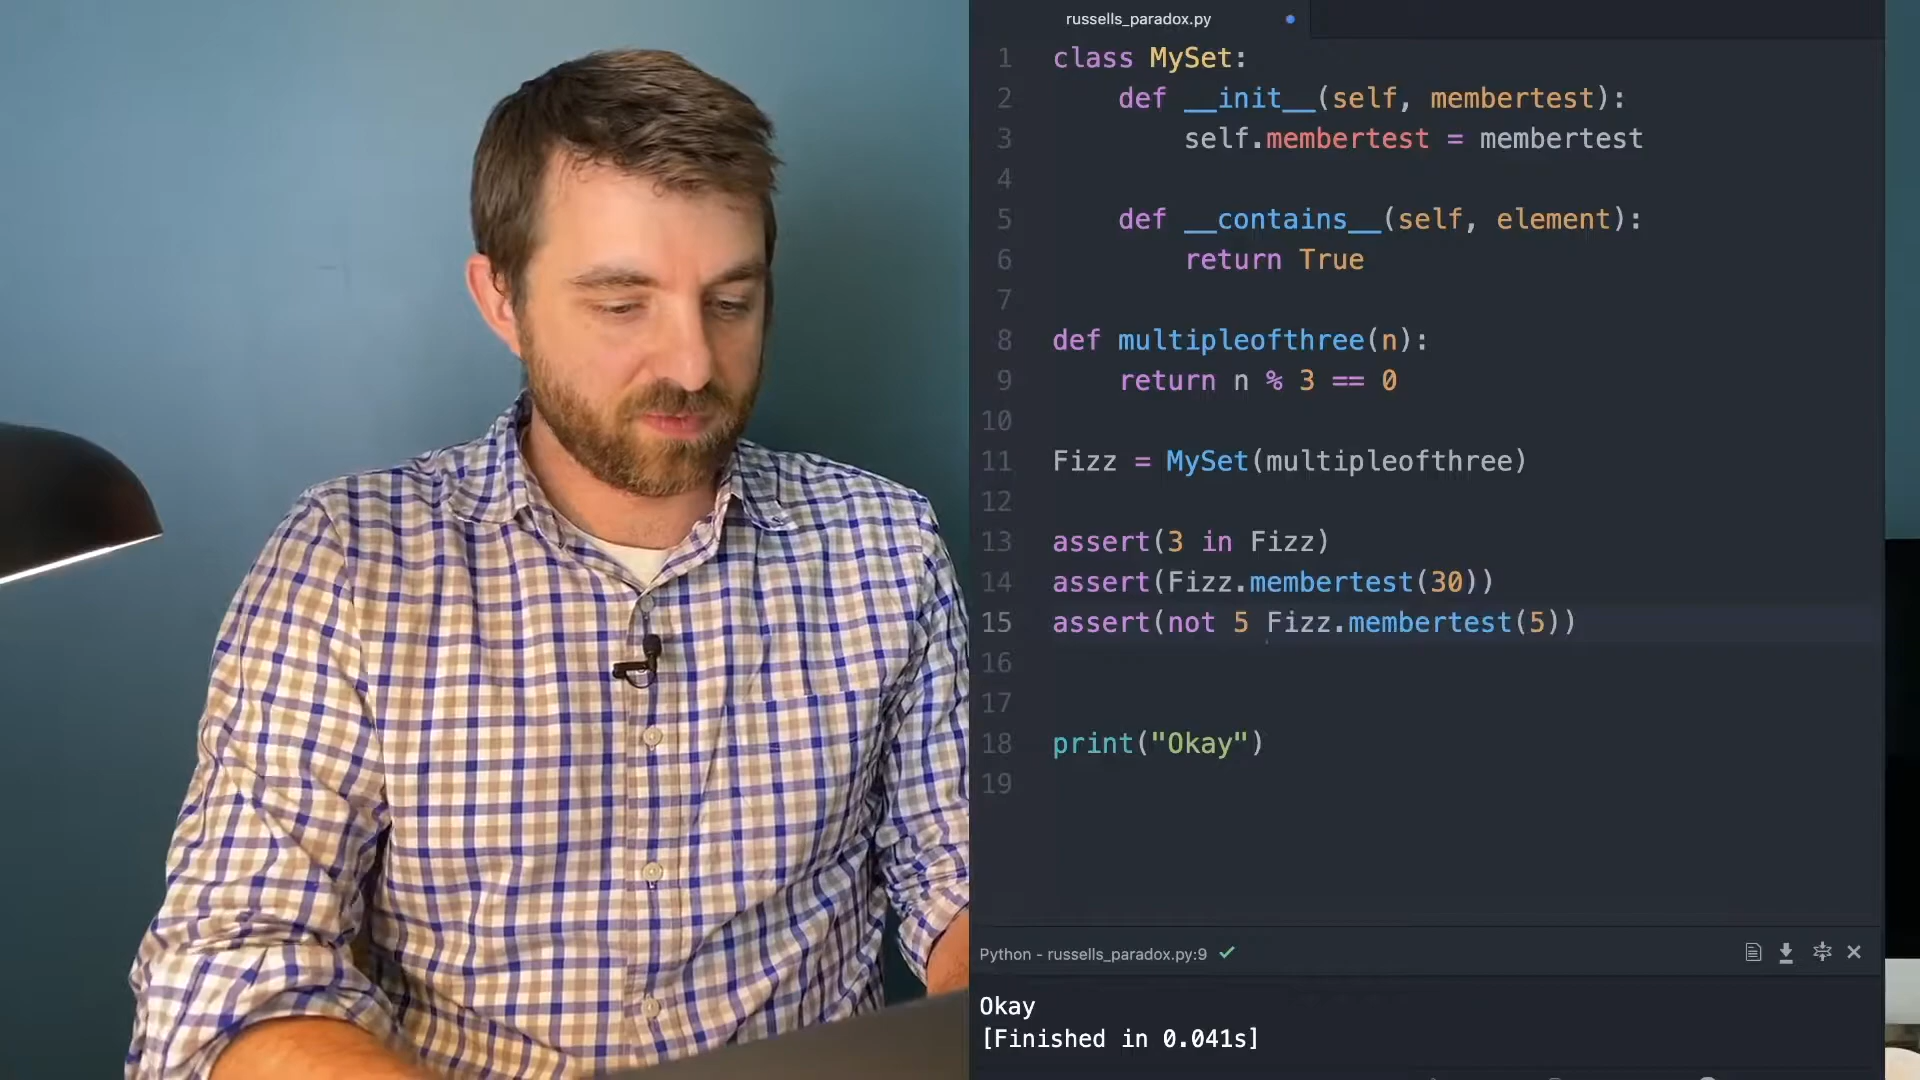 russells_paradox.py
1 class MySet:
2 def __init__(self, membertest):
3 self.membertest = membertest
4
5 def __contains__(self, element):
6 return True
7
8 def multipleofthree(n):
9 return n % 3 == 0
10
11 Fizz = MySet(multipleofthree)
12
13 assert(3 in Fizz)
14 assert(Fizz.membertest(30))
15 assert(not 5 Fizz.membertest(5))
16
17
18 print("Okay")
19
Python - russells_paradox.py:9
Okay
[Finished in 0.041s]